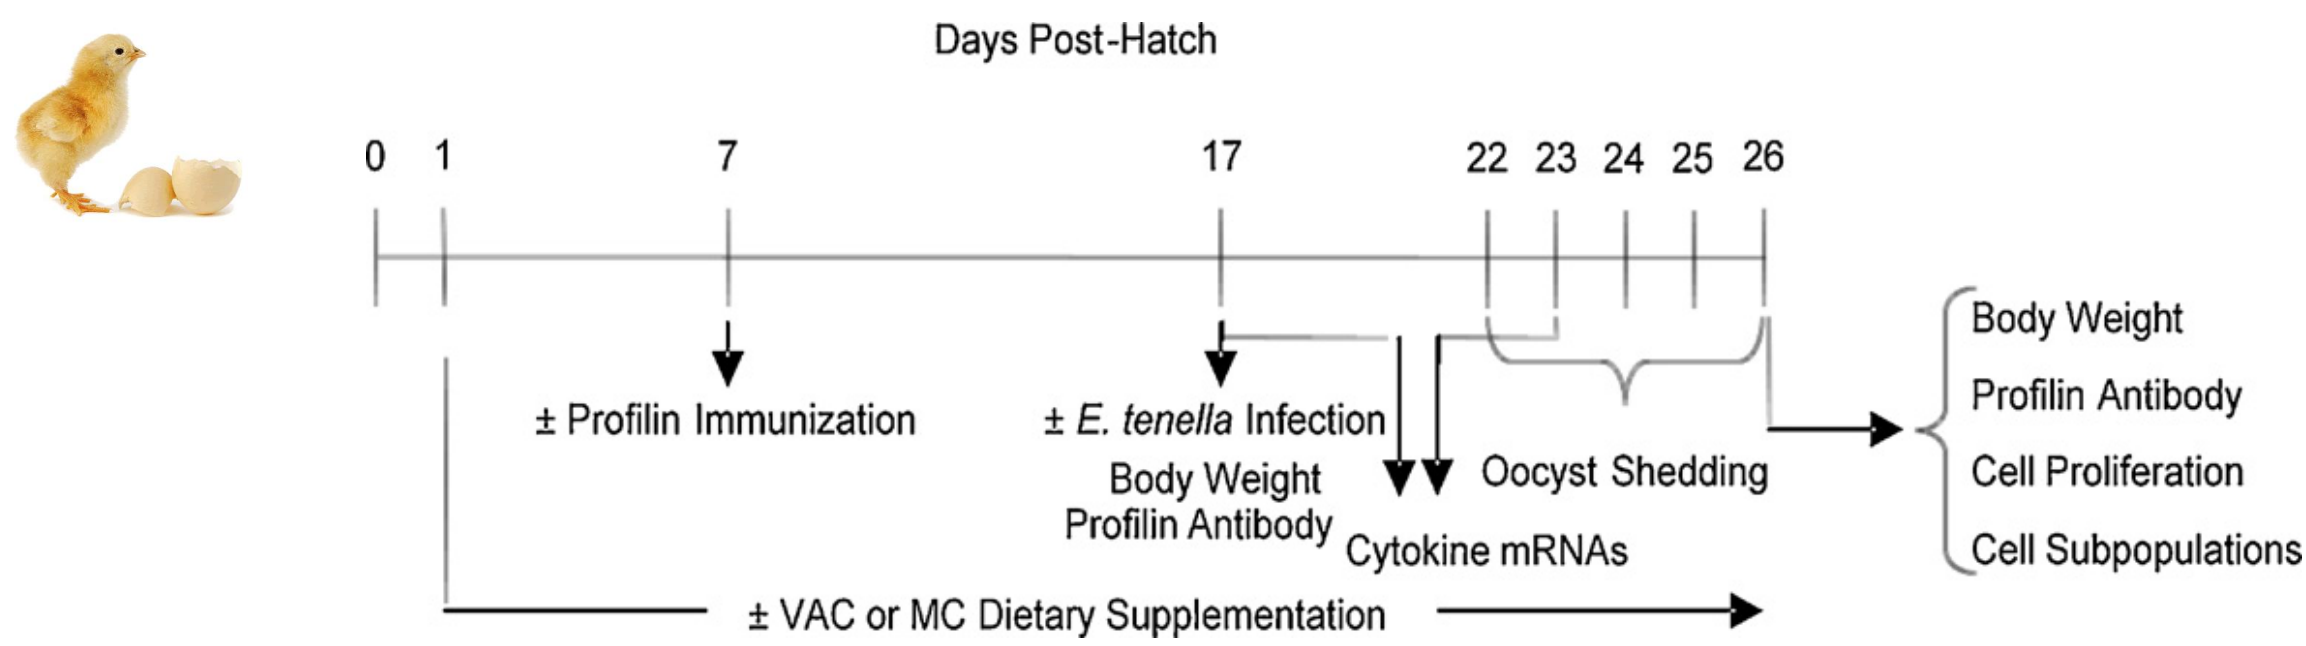 Days Post-Hatch
0 1 7 17 22 23 24 25 26
± Profilin Immunization
± E. tenella Infection
Body Weight
Profilin Antibody
Cytokine mRNAs
Oocyst Shedding
Body Weight
Profilin Antibody
Cell Proliferation
Cell Subpopulations
± VAC or MC Dietary Supplementation